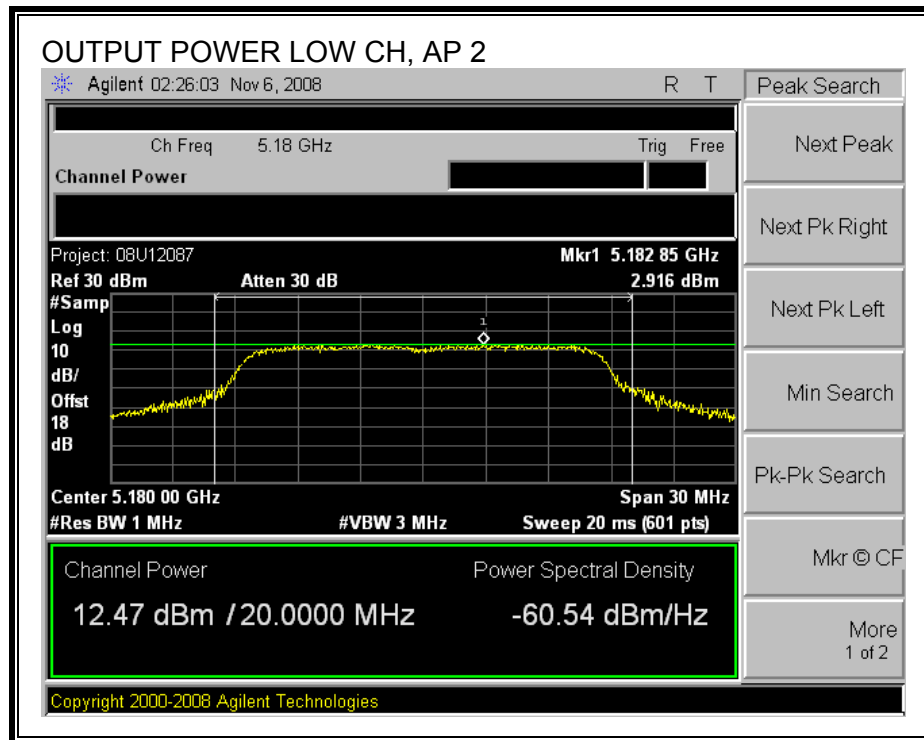 OUTPUT POWER LOW CH, AP 2
Agilent 02:26:03 Nov 6, 2008 R T
Peak Search
Ch Freq 5.18 GHz Trig Free
Channel Power
Next Peak
Next Pk Right
Next Pk Left
Min Search
Pk-Pk Search
Mkr © CF
More
1 of 2
Project: 08U12087 Mkr1 5.182 85 GHz
Ref 30 dBm Atten 30 dB 2.916 dBm
#Samp
Log
10
dB/
Offst
18
dB
1
Center 5.180 00 GHz Span 30 MHz
#Res BW 1 MHz #VBW 3 MHz Sweep 20 ms (601 pts)
Channel Power Power Spectral Density
12.47 dBm / 20.0000 MHz -60.54 dBm/Hz
Copyright 2000-2008 Agilent Technologies